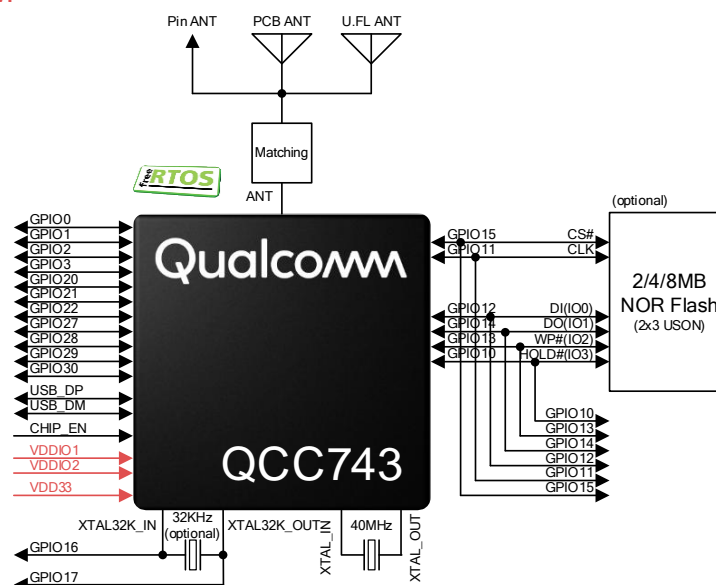 Pin ANT
PCB ANT
U.FL ANT
Matching
ANT
free RTOS
GPIO0
GPIO1
GPIO2
GPIO3
GPIO20
GPIO21
GPIO22
GPIO27
GPIO28
GPIO29
GPIO30
USB_DP
USB_DM
CHIP_EN
VDDIO1
VDDIO2
VDD33
Qualcomm
QCC743
GPIO15
CS#
GPIO11
CLK
GPIO12
DI(IO0)
GPIO14
DO(IO1)
GPIO13
WP#(IO2)
GPIO10
HOLD#(IO3)
(optional)
2/4/8MB
NOR Flash
(2x3 USON)
GPIO10
GPIO13
GPIO14
GPIO12
GPIO11
GPIO15
XTAL32K_IN
32KHz
(optional)
XTAL32K_OUT
XTAL_IN
40MHz
XTAL_OUT
GPIO16
GPIO17